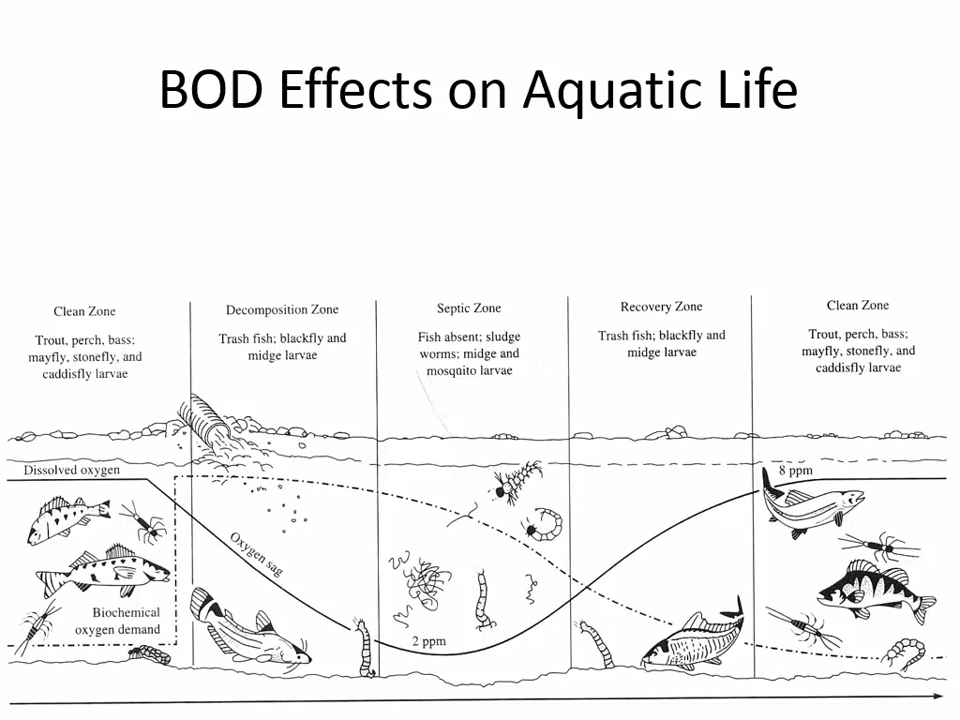 BOD Effects on Aquatic Life
Clean Zone
Trout, perch, bass;
mayfly, stonefly, and
caddisfly larvae
Decomposition Zone
Trash fish; blackfly and
midge larvae
Septic Zone
Fish absent; sludge
worms; midge and
mosquito larvae
Recovery Zone
Trash fish; blackfly and
midge larvae
Clean Zone
Trout, perch, bass;
mayfly, stonefly, and
caddisfly larvae
Dissolved oxygen
8 ppm
Oxygen sag
Biochemical
oxygen demand
2 ppm